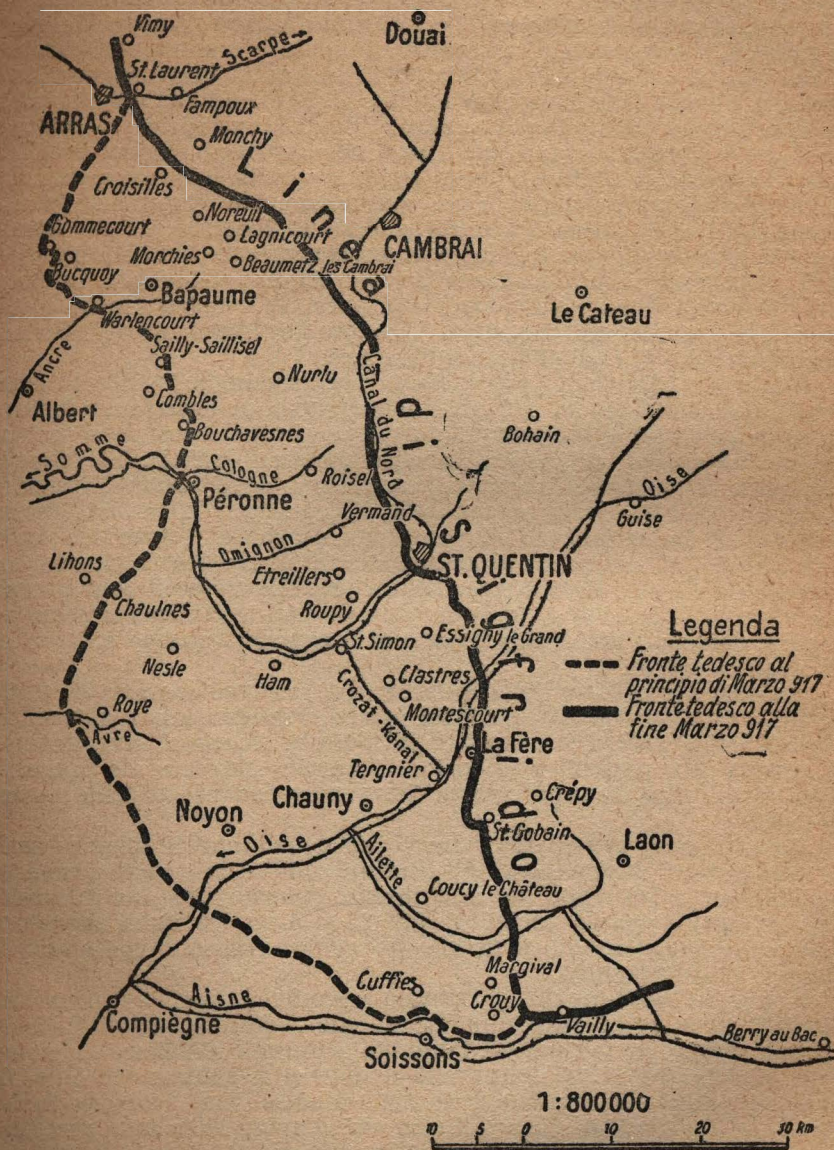 Vimy
Douai
Scarpe
St. Laurent
ARRAS
Fampoux
Monchy
Linea di Sigfrido
Croisilles
Noreuil
Gommecourt
Lagnicourt
CAMBRAI
Morchies
Beaumetz les Cambrai
Bucquoy
Bapaume
Le Cateau
Warlencourt
Sailly-Saillisel
Ancre
Nurlu
Canal du Nord
Albert
Combles
Bohain
Bouchavesnes
Somme
Cologne
Roisel
Péronne
Oise
Guise
Vermand
Omignon
Lihons
Etreillers
ST. QUENTIN
Chaulnes
Roupy
St. Simon
Essigny le Grand
Legenda
Fronte tedesco al
principio di Marzo 917
Fronte tedesco alla
fine Marzo 917
Nesle
Ham
Clastres
Crozat-Kanal
Montescourt
Roye
Avre
La Fère
Tergnier
Chauny
Crépy
Noyon
St. Gobain
Laon
Oise
Ailette
Coucy le Château
Margival
Cuffies
Aisne
Crouy
Compiègne
Vailly
Berry au Bac
Soissons
1:800000
10 5 0 10 20 30 km